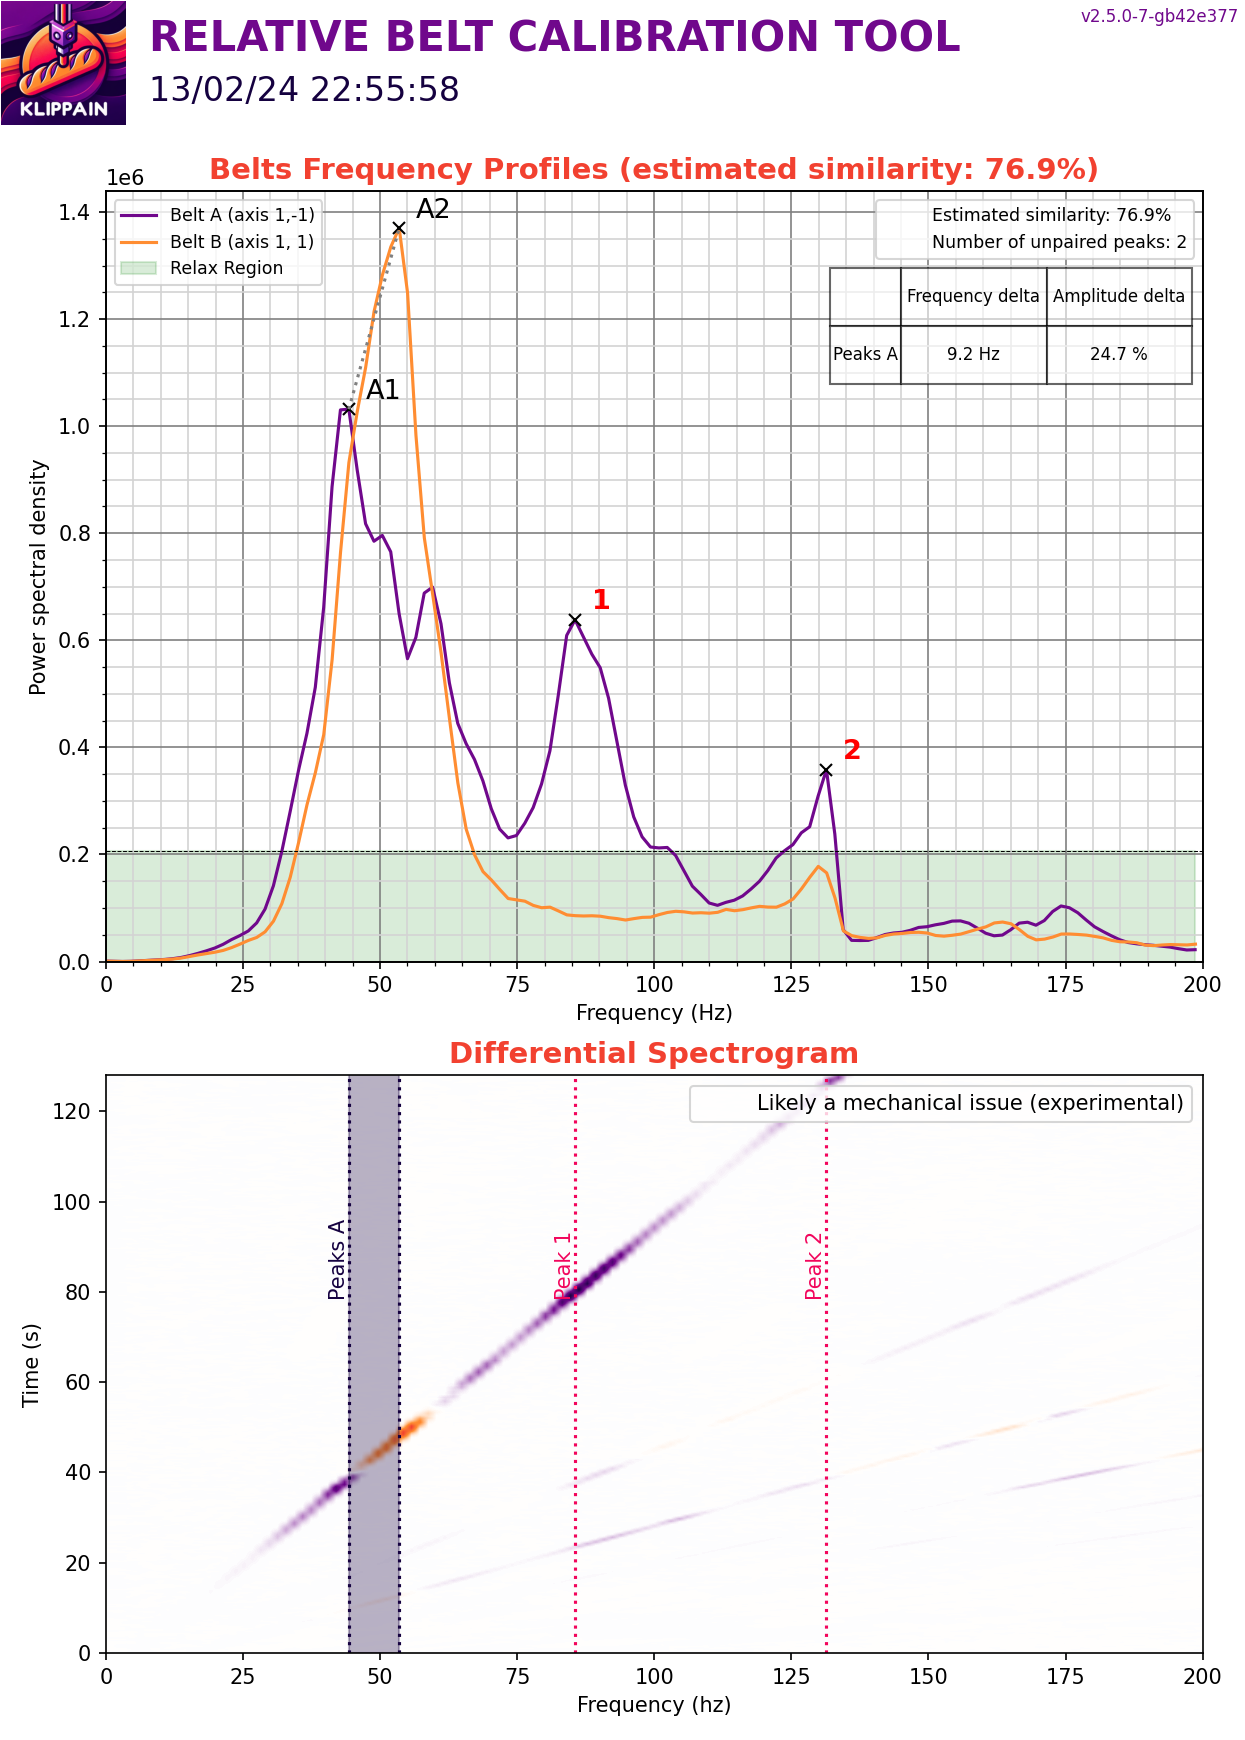 KLIPPAIN
RELATIVE BELT CALIBRATION TOOL
v2.5.0-7-gb42e377
13/02/24 22:55:58
Belts Frequency Profiles (estimated similarity: 76.9%)
1e6
Belt A (axis 1,-1)
Belt B (axis 1, 1)
Relax Region
Estimated similarity: 76.9%
Number of unpaired peaks: 2
Frequency delta Amplitude delta
Peaks A 9.2 Hz 24.7 %
A2
A1
1
2
Power spectral density
1.4
1.2
1.0
0.8
0.6
0.4
0.2
0.0
0 25 50 75 100 125 150 175 200
Frequency (Hz)
Differential Spectrogram
Likely a mechanical issue (experimental)
Peaks A
Peak 1
Peak 2
Time (s)
120
100
80
60
40
20
0
0 25 50 75 100 125 150 175 200
Frequency (hz)